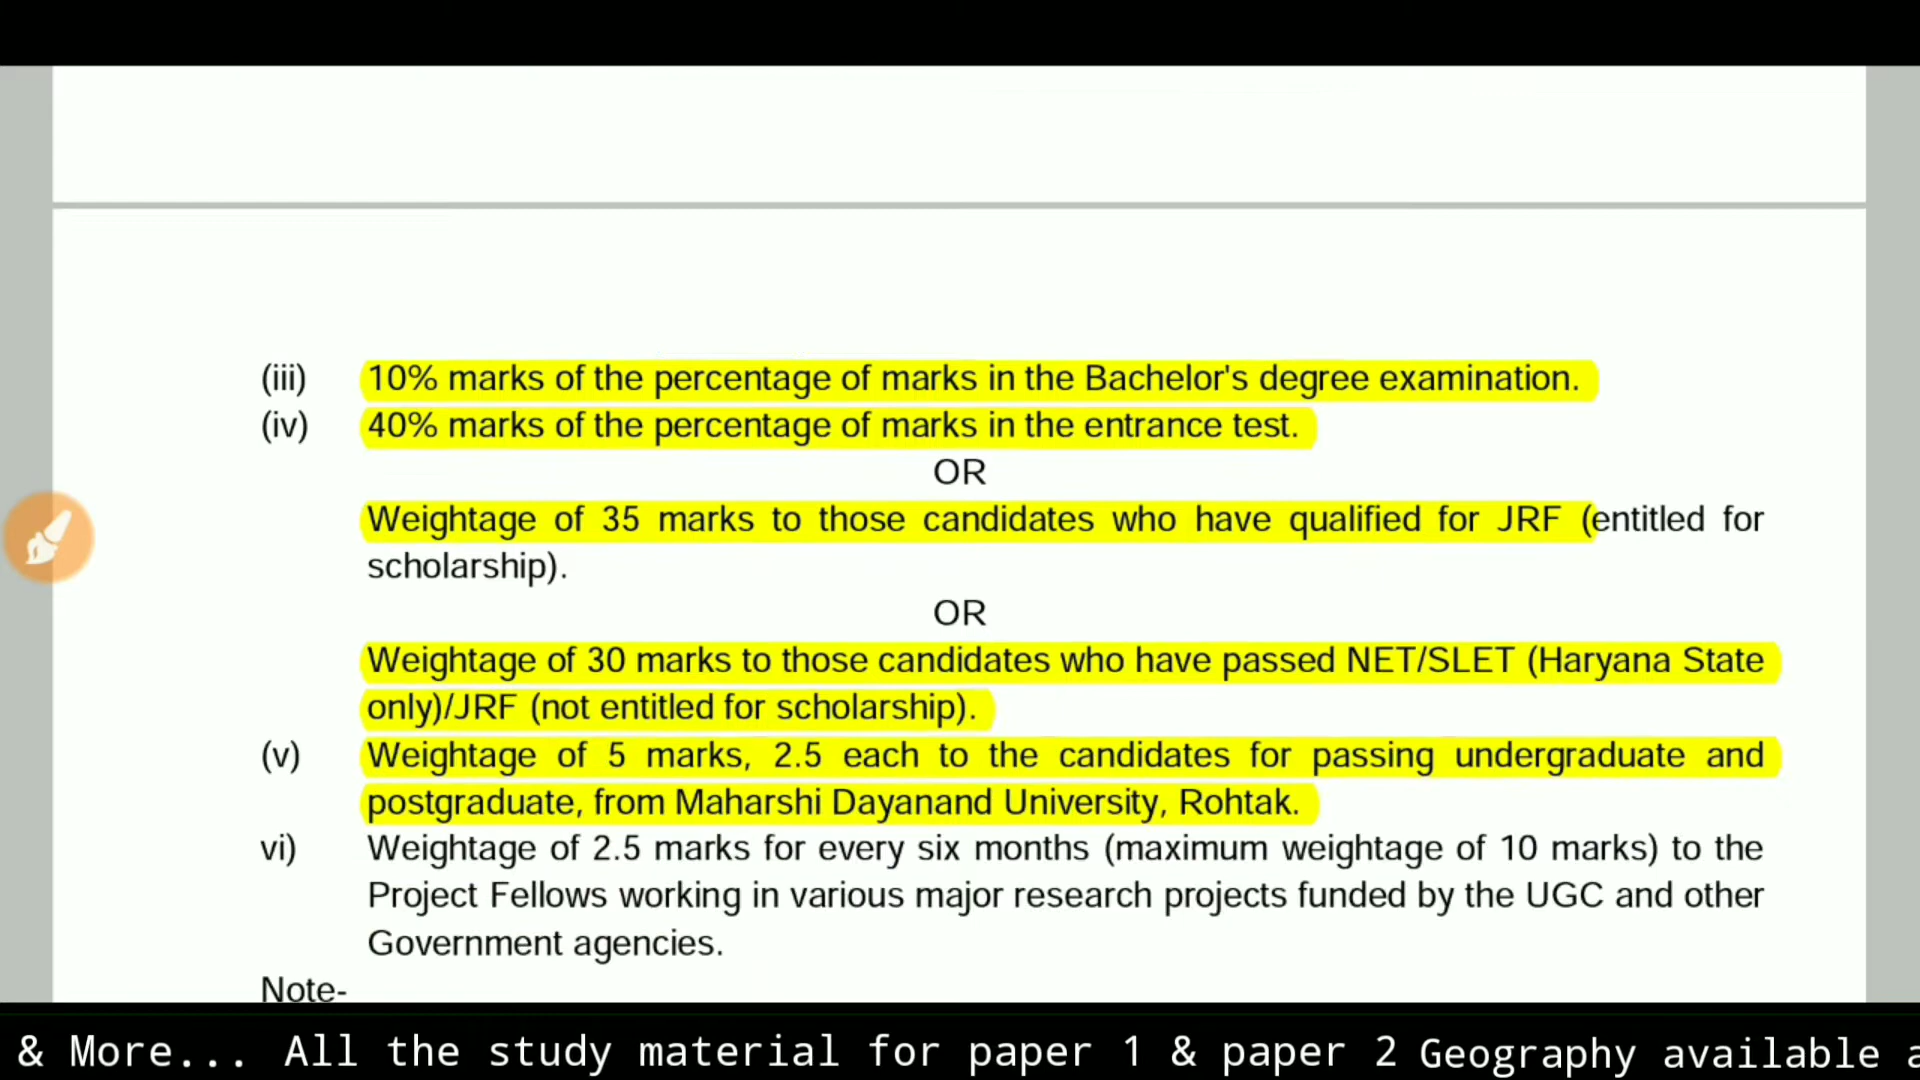 (iii) 10% marks of the percentage of marks in the Bachelor's degree examination.
(iv) 40% marks of the percentage of marks in the entrance test.
OR
Weightage of 35 marks to those candidates who have qualified for JRF (entitled for
scholarship).
OR
Weightage of 30 marks to those candidates who have passed NET/SLET (Haryana State
only)/JRF (not entitled for scholarship).
(v) Weightage of 5 marks, 2.5 each to the candidates for passing undergraduate and
postgraduate, from Maharshi Dayanand University, Rohtak.
vi) Weightage of 2.5 marks for every six months (maximum weightage of 10 marks) to the
Project Fellows working in various major research projects funded by the UGC and other
Government agencies.
Note-
& More... All the study material for paper 1 & paper 2 Geography available